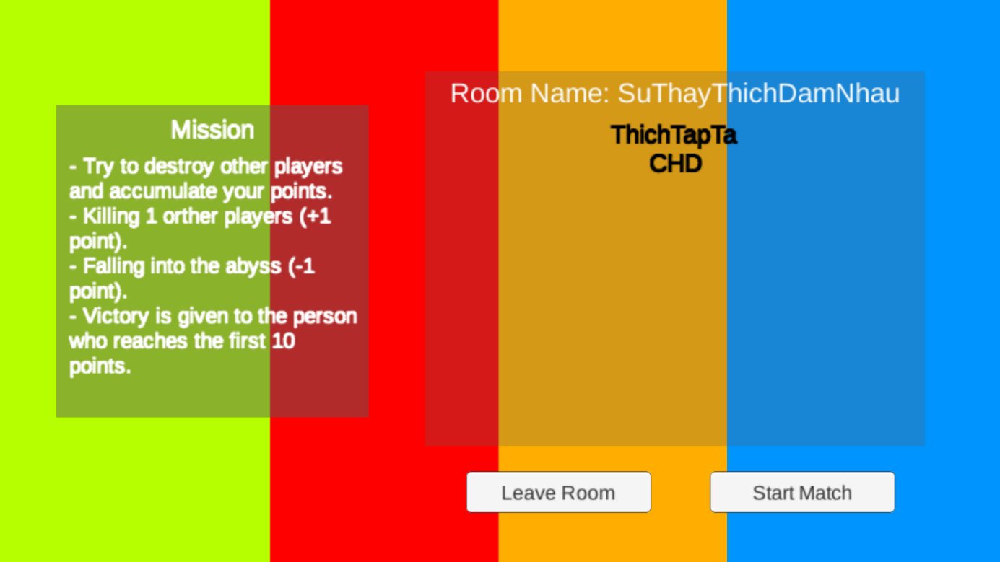 Mission
- Try to destroy other players
and accumulate your points.
- Killing 1 orther players (+1
point).
- Falling into the abyss (-1
point).
- Victory is given to the person
who reaches the first 10
points.
Room Name: SuThayThichDamNhau
ThichTapTa
CHD
Leave Room
Start Match